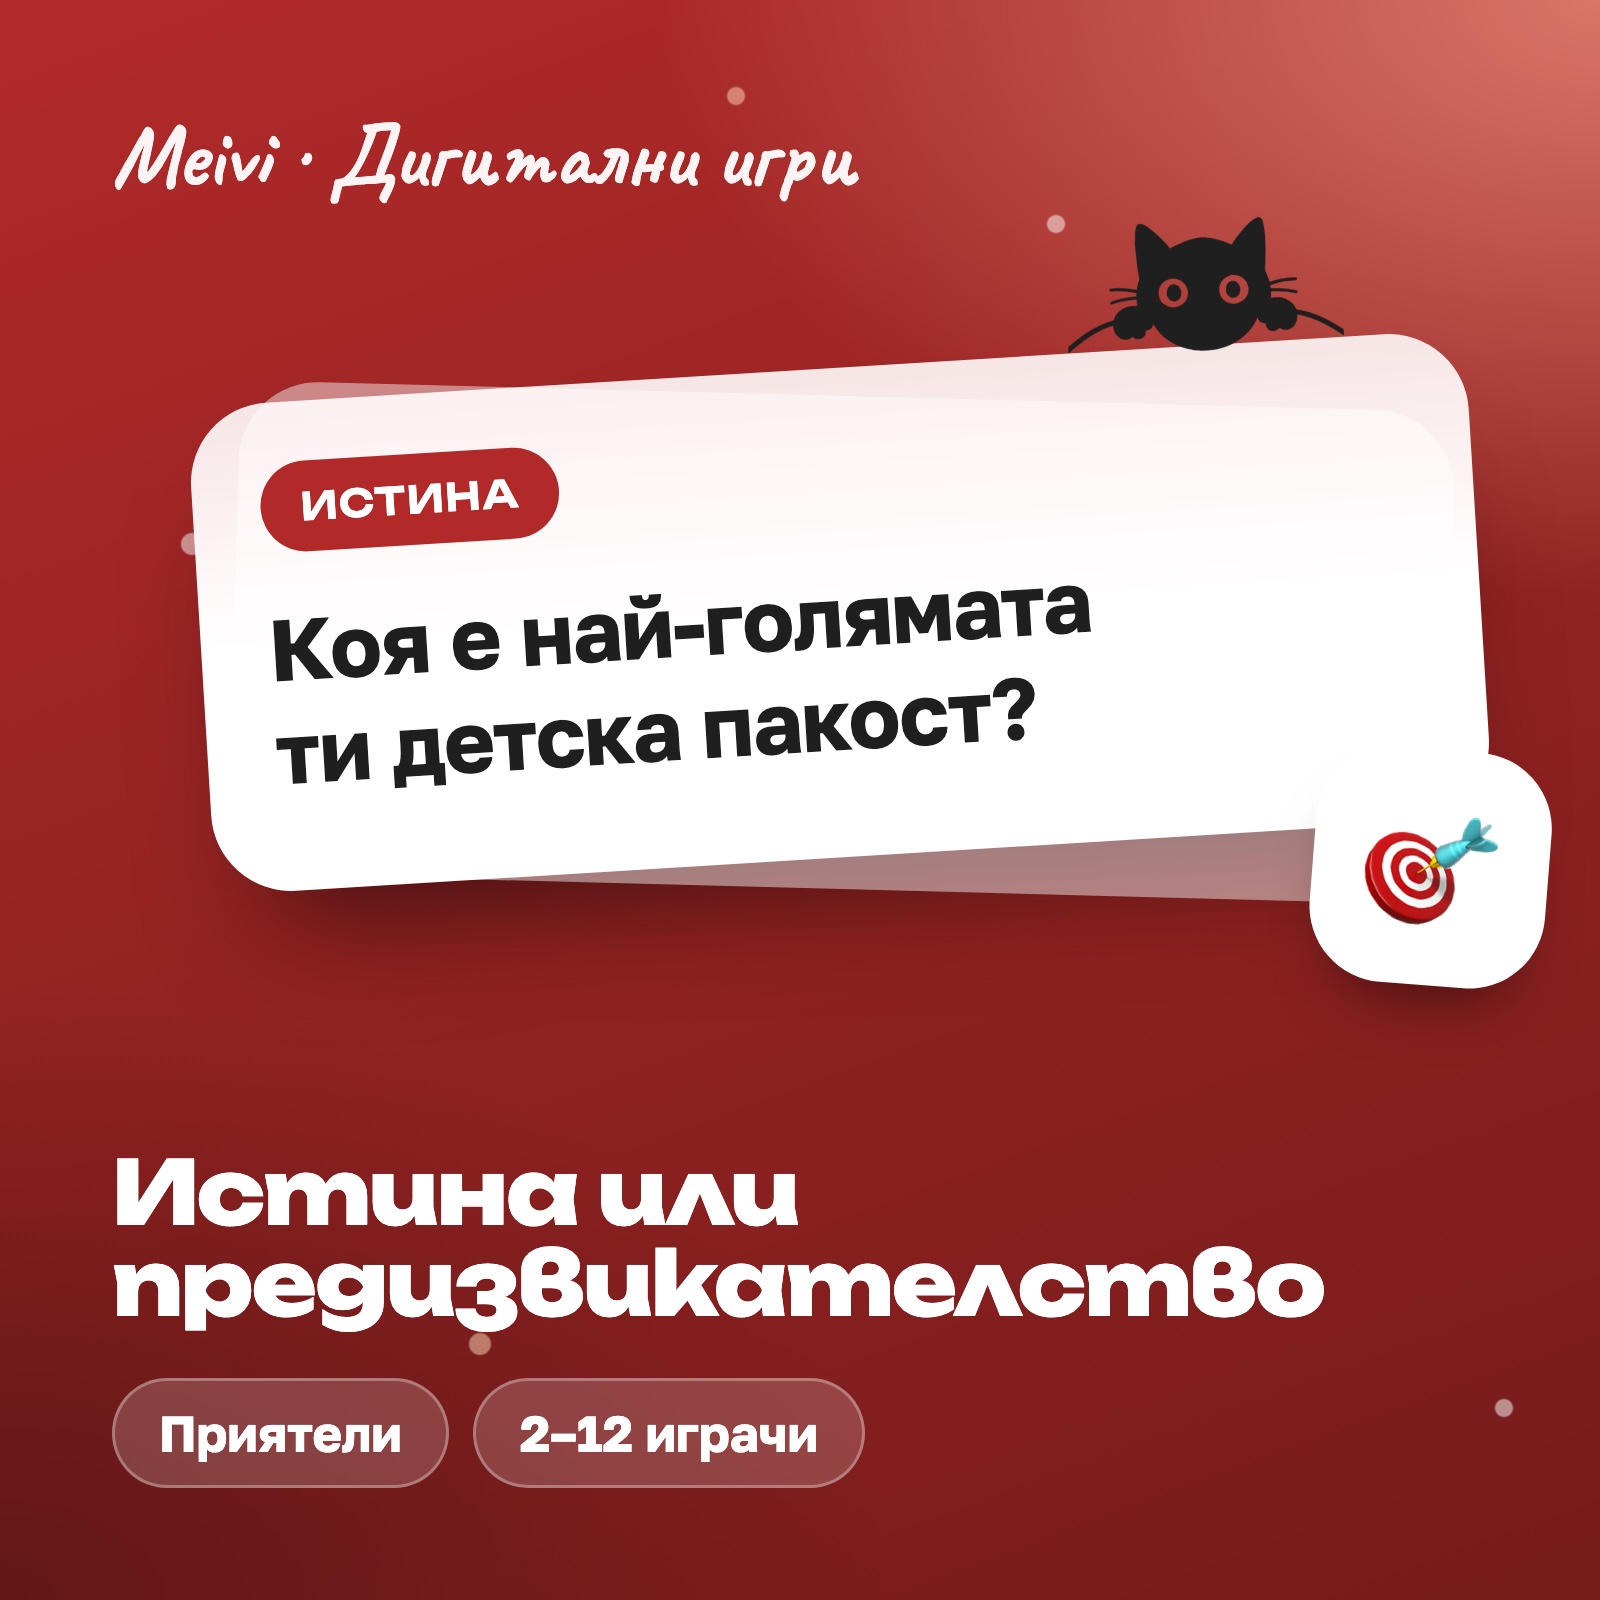 Meivi · Дигитални игри
ИСТИНА
Коя е най-голямата
ти детска пакост?
Истина или
предизвикателство
Приятели
2–12 играчи